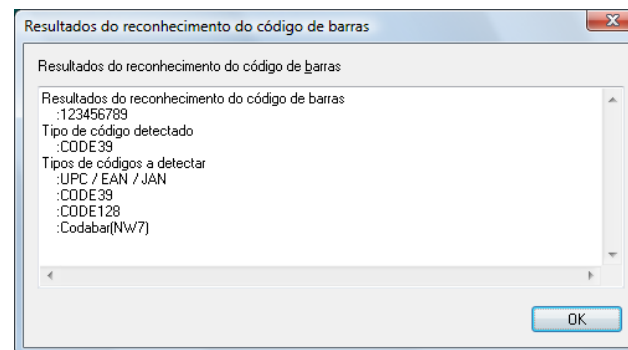 Resultados do reconhecimento do código de barras
Resultados do reconhecimento do código de barras
Resultados do reconhecimento do código de barras
:123456789
Tipo de código detectado
:CODE39
Tipos de códigos a detectar
:UPC / EAN / JAN
:CODE39
:CODE128
:Codabar(NW7)
OK